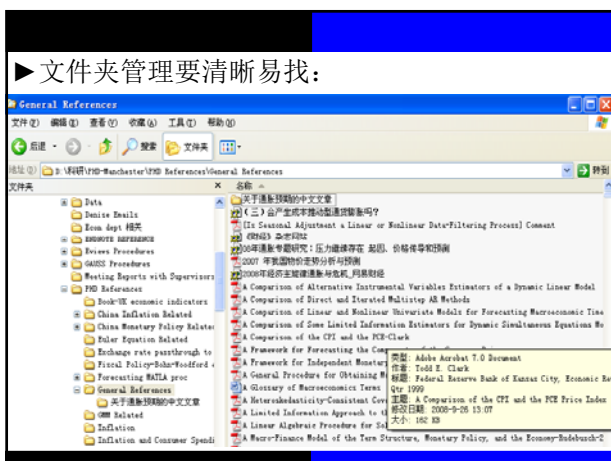 ►文件夹管理要清晰易找：
General References
文件(F) 编辑(E) 查看(V) 收藏(A) 工具(T) 帮助(H)
后退 搜索 文件夹
地址(D) D:\科研\PHD-Manchester\PHD References\General References 转到
文件夹 名称
Data
Denise Emails
Econ dept 相关
ENDNOTE REFERENCE
Eviews Procedures
GAUSS Procedures
Meeting Reports with Supervisors
PHD References
Book-UK economic indicators
China Inflation Related
China Monetary Policy Relate
Euler Equation Related
Exchange rate passthrough to
Fiscal Policy-Bohn-Woodford
Forecasting MATLA proc
General References
关于通胀预期的中文文章
GMM Related
Inflation
Inflation and Consumer Spendi
关于通胀预期的中文文章
(三)会产生成本推动型通货膨胀吗?
[Is Seasonal Adjustment a Linear or Nonlinear Data-Filtering Process] Comment
《财经》杂志网站
08年通胀专题研究：压力继续存在 起因、价格传导和预测
2007 年我国物价走势分析与预测
2008年经济主旋律通胀与危机_网易财经
A Comparison of Alternative Instrumental Variables Estimators of a Dynamic Linear Model
A Comparison of Direct and Iterated Multistep AR Methods
A Comparison of Linear and Nonlinear Univariate Models for Forecasting Macroeconomic Time
A Comparison of Some Limited Information Estimators for Dynamic Simultaneous Equations Mo
A Comparison of the CPI and the PCE-Clark
A Framework for Forecasting the Com
A Framework for Independent Monetar
A General Procedure for Obtaining M
A Glossary of Macroeconomics Terms
A Heteroskedasticity-Consistent Cov
A Limited Information Approach to t
A Linear Algebraic Procedure for Sol
A Macro-Finance Model of the Term Structure, Monetary Policy, and the Economy-Rudebusch-2
类型: Adobe Acrobat 7.0 Document
作者: Todd E. Clark
标题: Federal Reserve Bank of Kansas City, Economic Re
Qtr 1999
主题: A Comparison of the CPI and the PCE Price Index
修改日期: 2008-9-26 13:07
大小: 162 KB